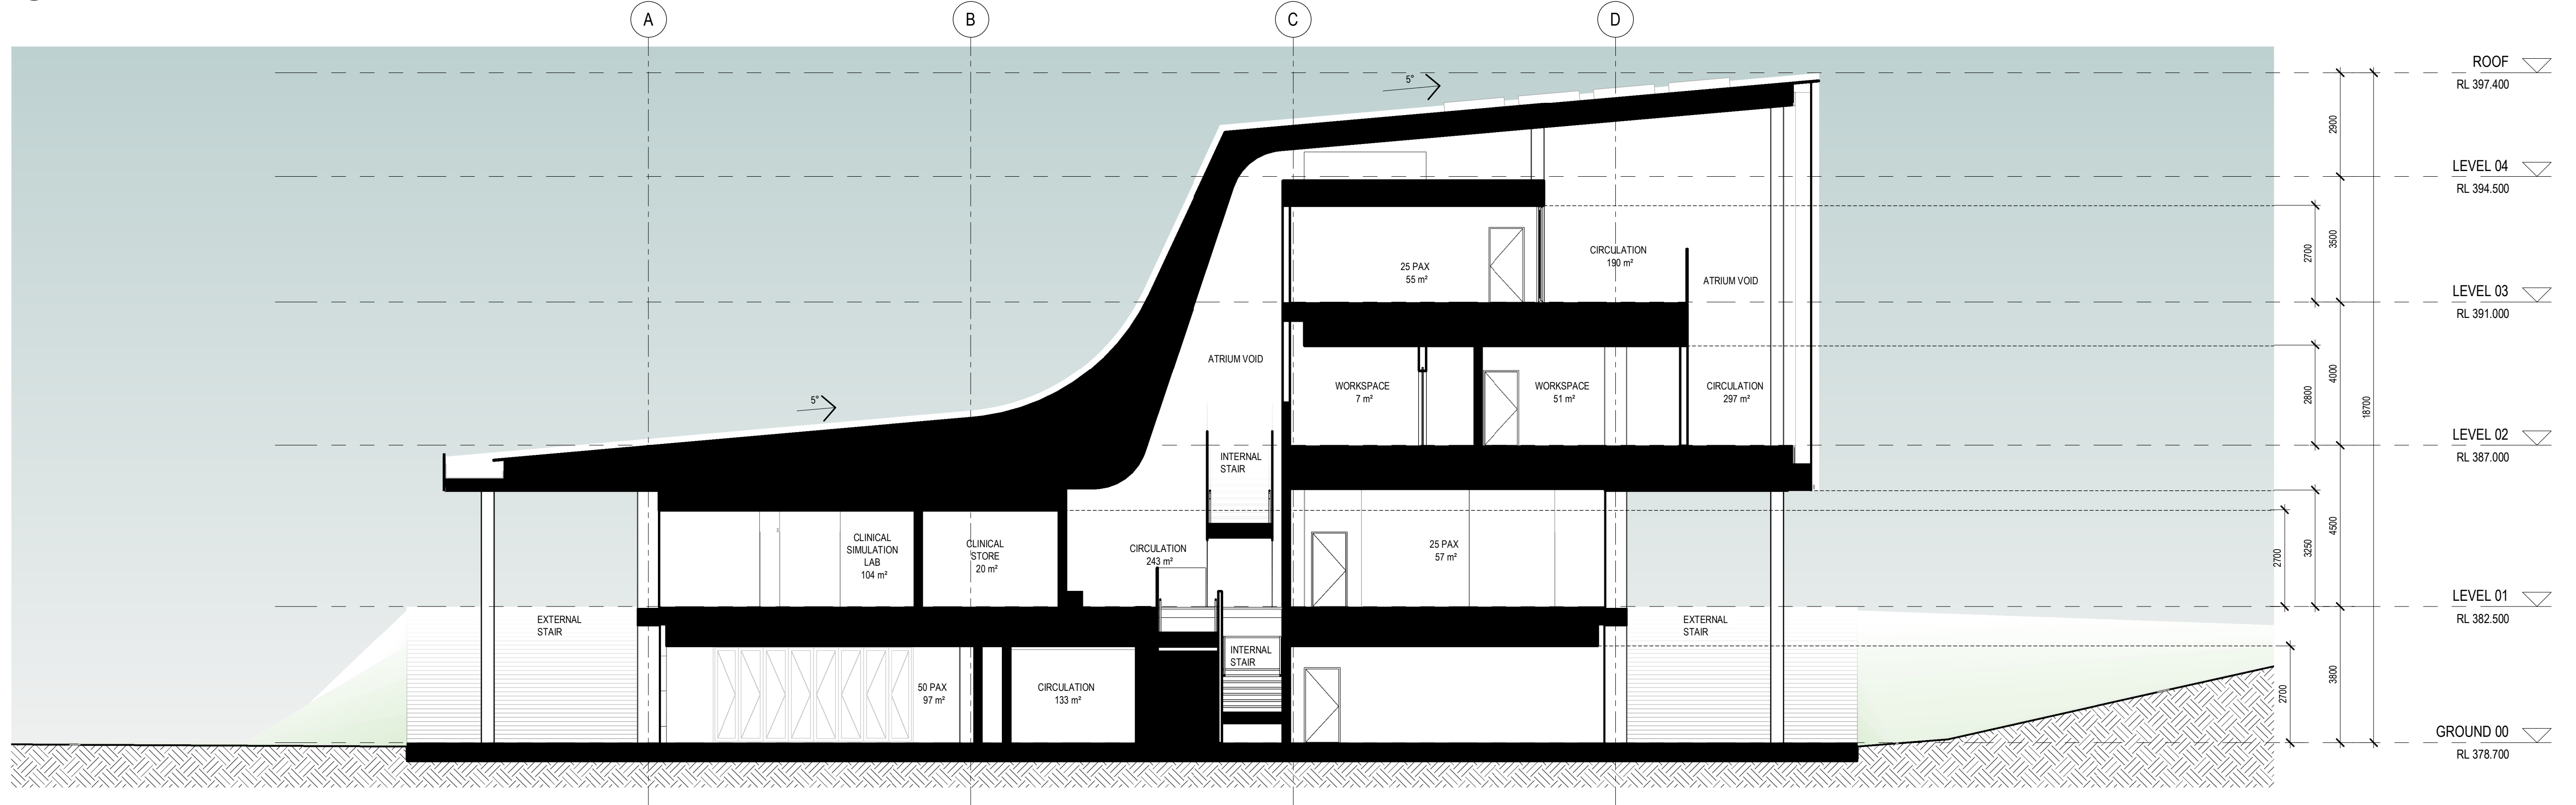 A
B
C
D
5°
ROOF
RL 397.400
2900
LEVEL 04
RL 394.500
2700
3500
CIRCULATION
190 m²
25 PAX
55 m²
ATRIUM VOID
LEVEL 03
RL 391.000
ATRIUM VOID
WORKSPACE
7 m²
WORKSPACE
51 m²
CIRCULATION
297 m²
2800
4000
18700
5°
LEVEL 02
RL 387.000
INTERNAL
STAIR
CLINICAL
SIMULATION
LAB
104 m²
CLINICAL
STORE
20 m²
CIRCULATION
243 m²
25 PAX
57 m²
2700
3250
4500
LEVEL 01
RL 382.500
EXTERNAL
STAIR
EXTERNAL
STAIR
INTERNAL
STAIR
50 PAX
97 m²
CIRCULATION
133 m²
2700
3800
GROUND 00
RL 378.700